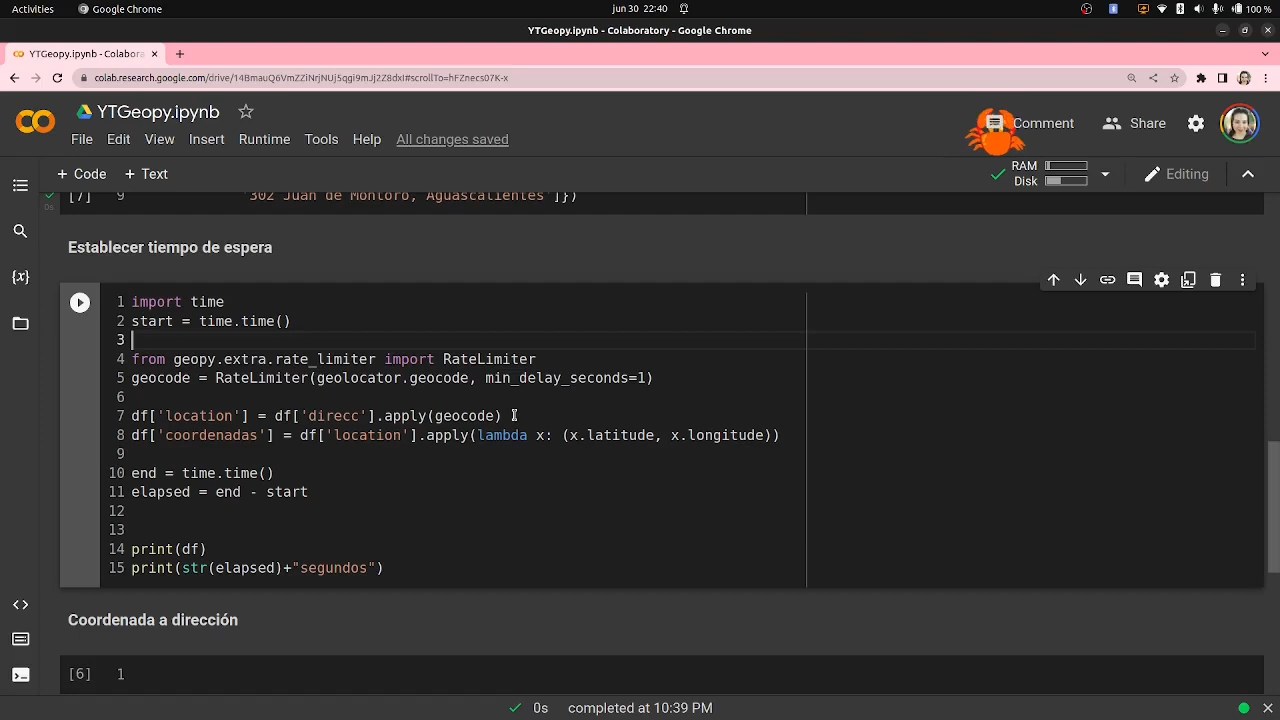 Activities
Google Chrome
jun 30 22:40
100 %
YTGeopy.ipynb - Colaboratory - Google Chrome
YTGeopy.ipynb - Colabora
colab.research.google.com/drive/14BmauQ6VmZZiNrjNUj5qgi9mJj2Z8dxI#scrollTo=hFZnecs07K-x
YTGeopy.ipynb
Comment
Share
File Edit View Insert Runtime Tools Help All changes saved
+ Code + Text
RAM
Disk
Editing
[7] 9 '302 Juan de Montoro, Aguascalientes']})
0s
Establecer tiempo de espera
1 import time
2 start = time.time()
3
4 from geopy.extra.rate_limiter import RateLimiter
5 geocode = RateLimiter(geolocator.geocode, min_delay_seconds=1)
6
7 df['location'] = df['direcc'].apply(geocode)
8 df['coordenadas'] = df['location'].apply(lambda x: (x.latitude, x.longitude))
9
10 end = time.time()
11 elapsed = end - start
12
13
14 print(df)
15 print(str(elapsed)+"segundos")
Coordenada a dirección
[6] 1
0s completed at 10:39 PM